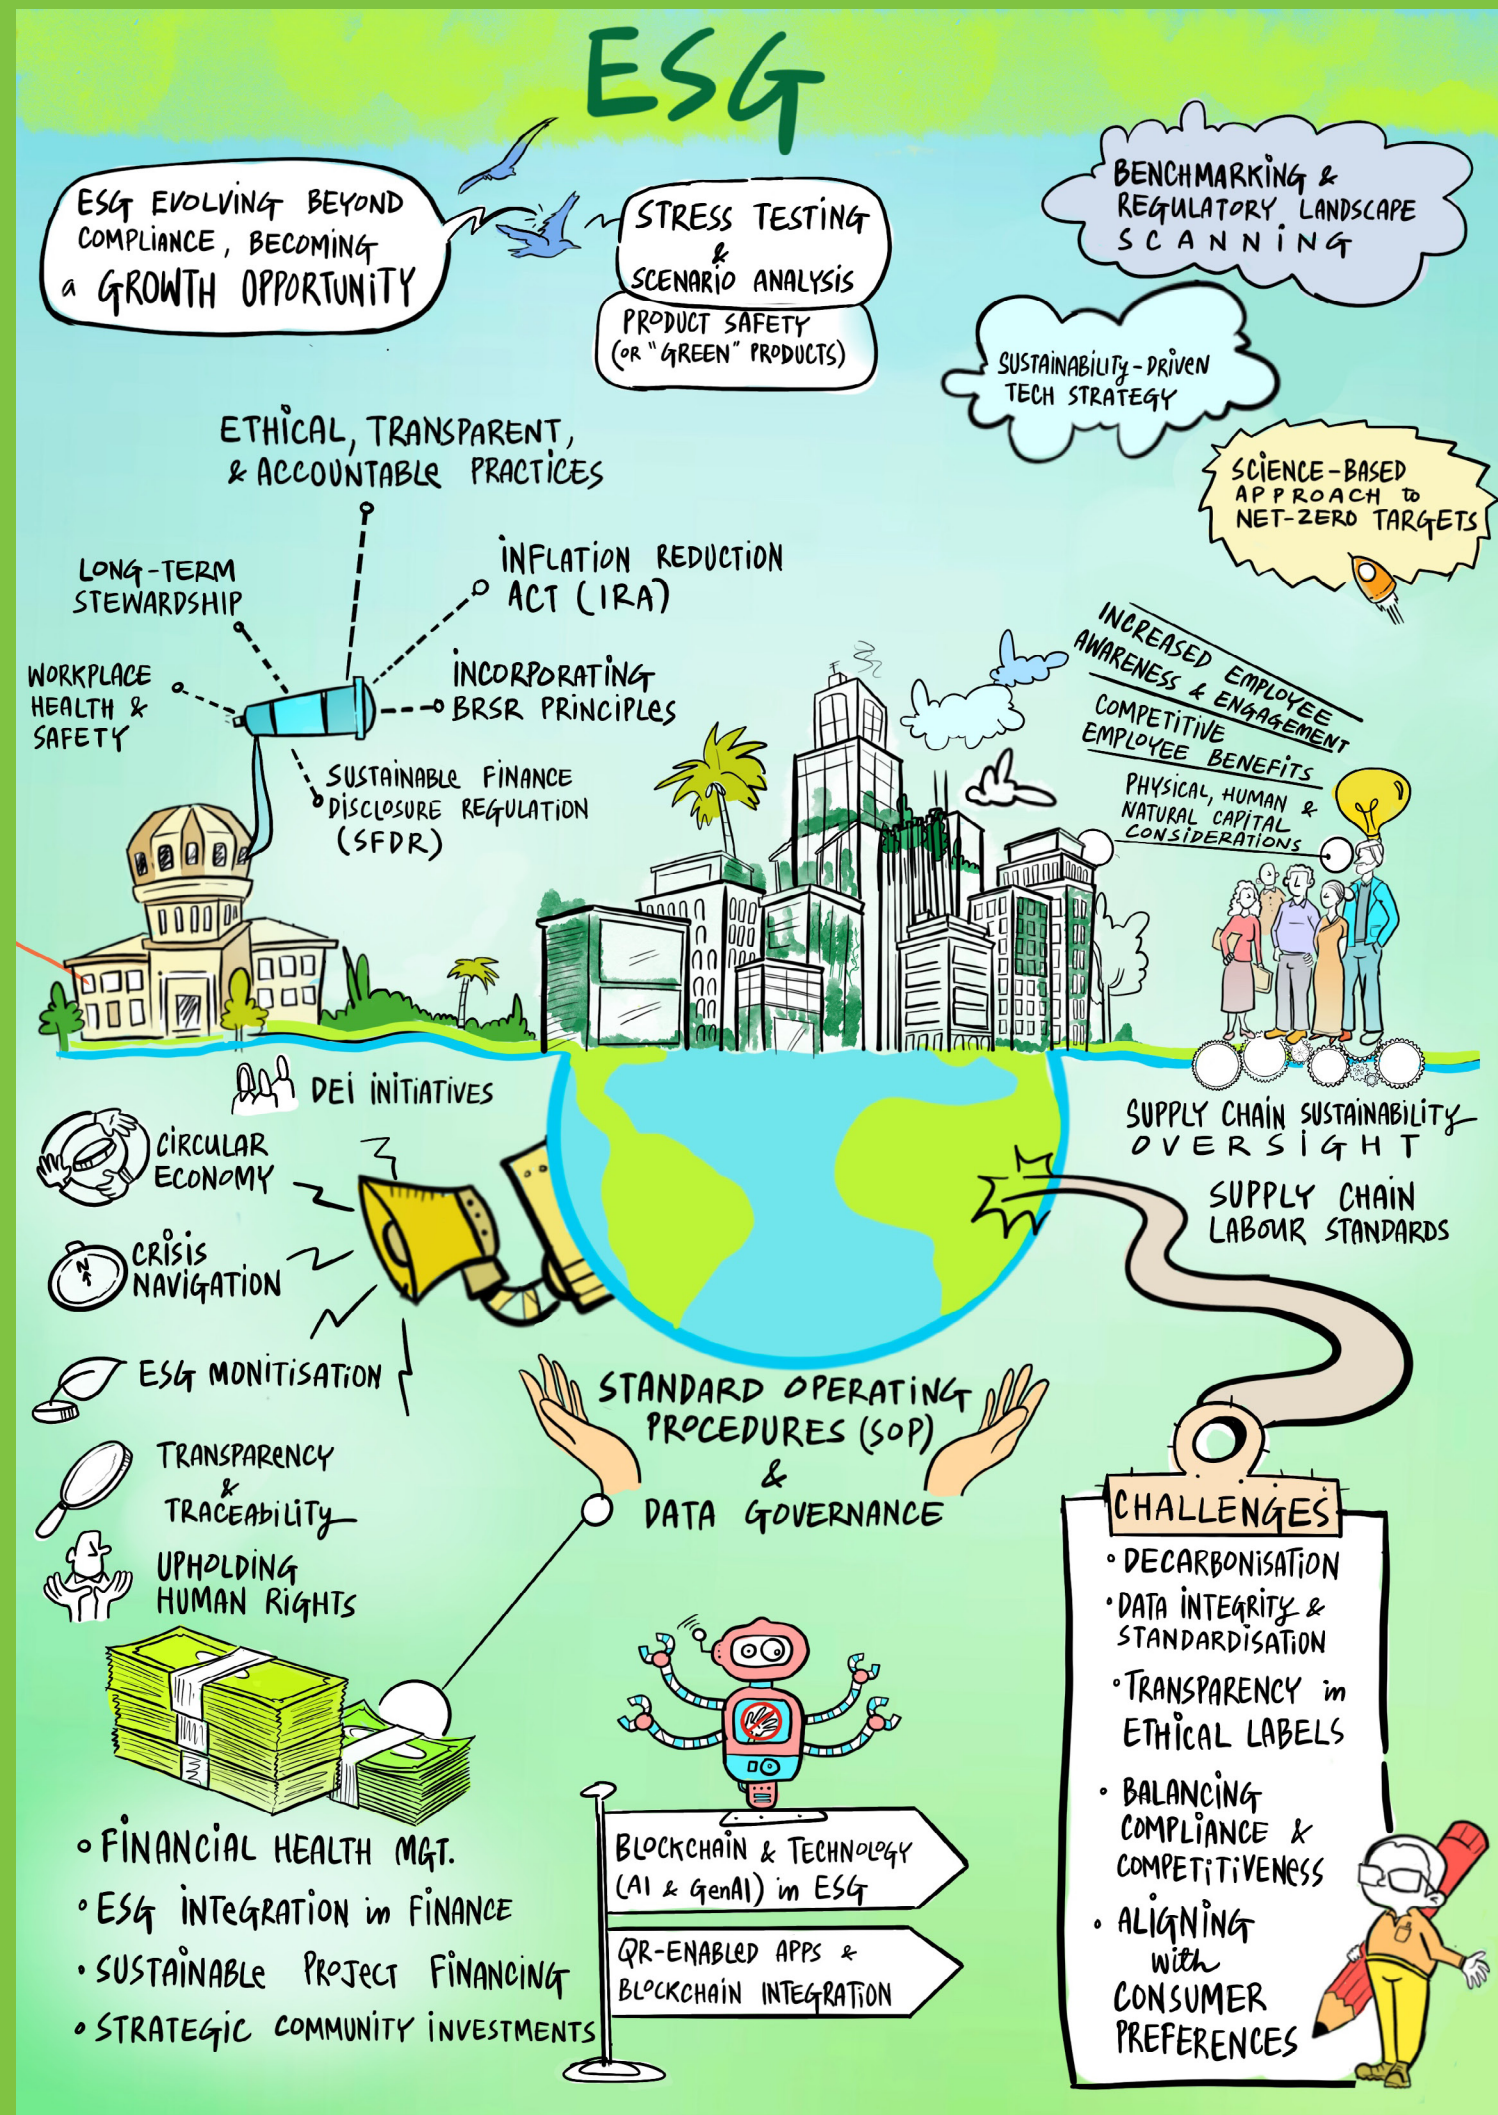 ESG
ESG EVOLVING BEYOND
COMPLIANCE, BECOMING
a GROWTH OPPORTUNITY
STRESS TESTING
&
SCENARIO ANALYSIS
PRODUCT SAFETY
(OR "GREEN" PRODUCTS)
BENCHMARKING &
REGULATORY LANDSCAPE
SCANNING
SUSTAINABILITY-DRIVEN
TECH STRATEGY
SCIENCE-BASED
APPROACH to
NET-ZERO TARGETS
ETHICAL, TRANSPARENT,
& ACCOUNTABLE PRACTICES
LONG-TERM
STEWARDSHIP
WORKPLACE
HEALTH &
SAFETY
INFLATION REDUCTION
ACT (IRA)
INCORPORATING
BRSR PRINCIPLES
SUSTAINABLE FINANCE
DISCLOSURE REGULATION
(SFDR)
INCREASED EMPLOYEE
AWARENESS & ENGAGEMENT
COMPETITIVE
EMPLOYEE BENEFITS
PHYSICAL, HUMAN &
NATURAL CAPITAL
CONSIDERATIONS
DEI INITIATIVES
CIRCULAR
ECONOMY
CRISIS
NAVIGATION
N
ESG MONITISATION
TRANSPARENCY
&
TRACEABILITY
UPHOLDING
HUMAN RIGHTS
SUPPLY CHAIN SUSTAINABILITY
OVERSIGHT
SUPPLY CHAIN
LABOUR STANDARDS
STANDARD OPERATING
PROCEDURES (SOP)
&
DATA GOVERNANCE
• FINANCIAL HEALTH MGT.
• ESG INTEGRATION in FINANCE
• SUSTAINABLE PROJECT FINANCING
• STRATEGIC COMMUNITY INVESTMENTS
BLOCKCHAIN & TECHNOLOGY
(AI & GenAI) in ESG
QR-ENABLED APPS &
BLOCKCHAIN INTEGRATION
CHALLENGES
• DECARBONISATION
• DATA INTEGRITY &
STANDARDISATION
• TRANSPARENCY in
ETHICAL LABELS
• BALANCING
COMPLIANCE &
COMPETITIVENESS
• ALIGNING
with
CONSUMER
PREFERENCES